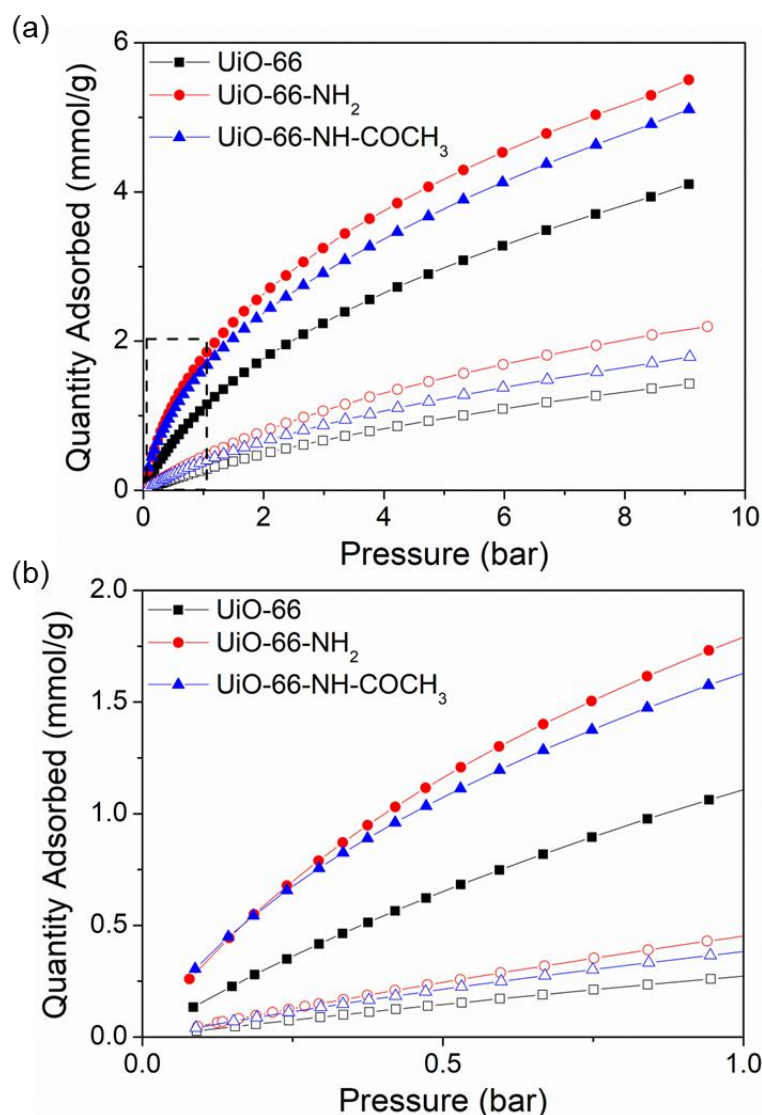 (a)
UiO-66
UiO-66-NH₂
UiO-66-NH-COCH₃
Quantity Adsorbed (mmol/g)
6
4
2
0
0 2 4 6 8 10
Pressure (bar)
(b)
UiO-66
UiO-66-NH₂
UiO-66-NH-COCH₃
Quantity Adsorbed (mmol/g)
2.0
1.5
1.0
0.5
0.0
0.0 0.5 1.0
Pressure (bar)